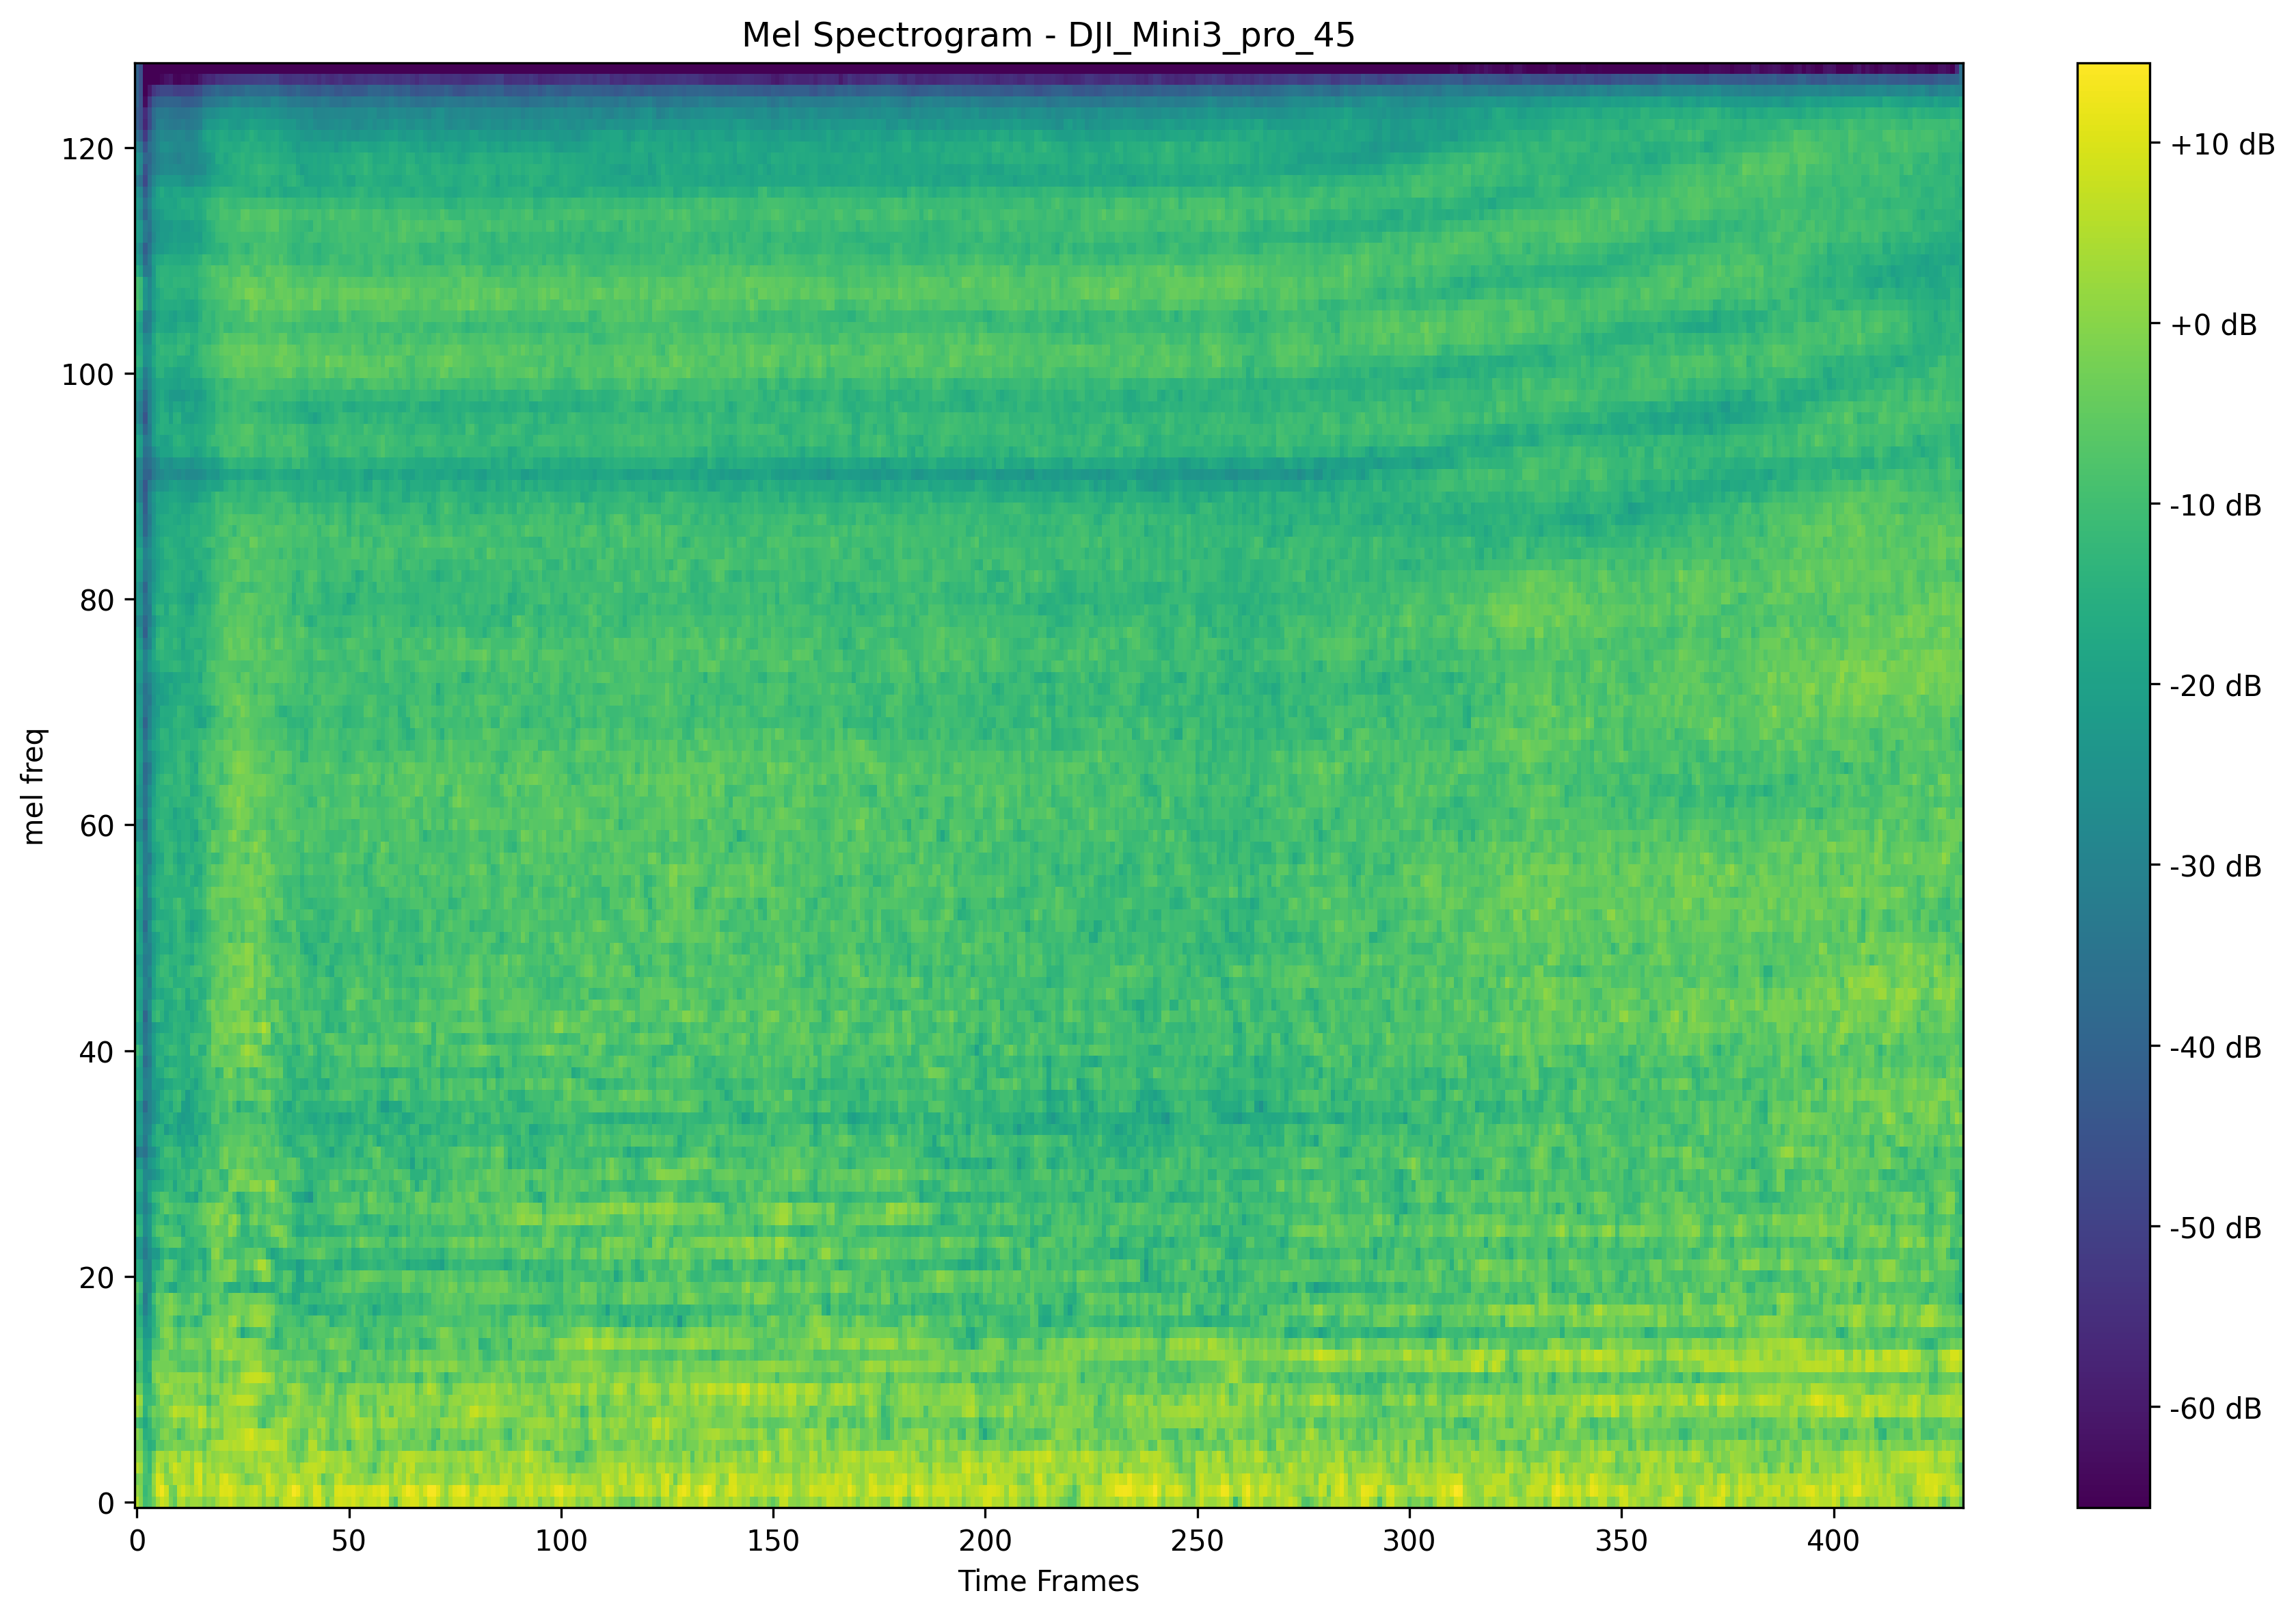 Mel Spectrogram - DJI_Mini3_pro_45
mel freq
120
100
80
60
40
20
0
0 50 100 150 200 250 300 350 400
Time Frames
+10 dB
+0 dB
-10 dB
-20 dB
-30 dB
-40 dB
-50 dB
-60 dB